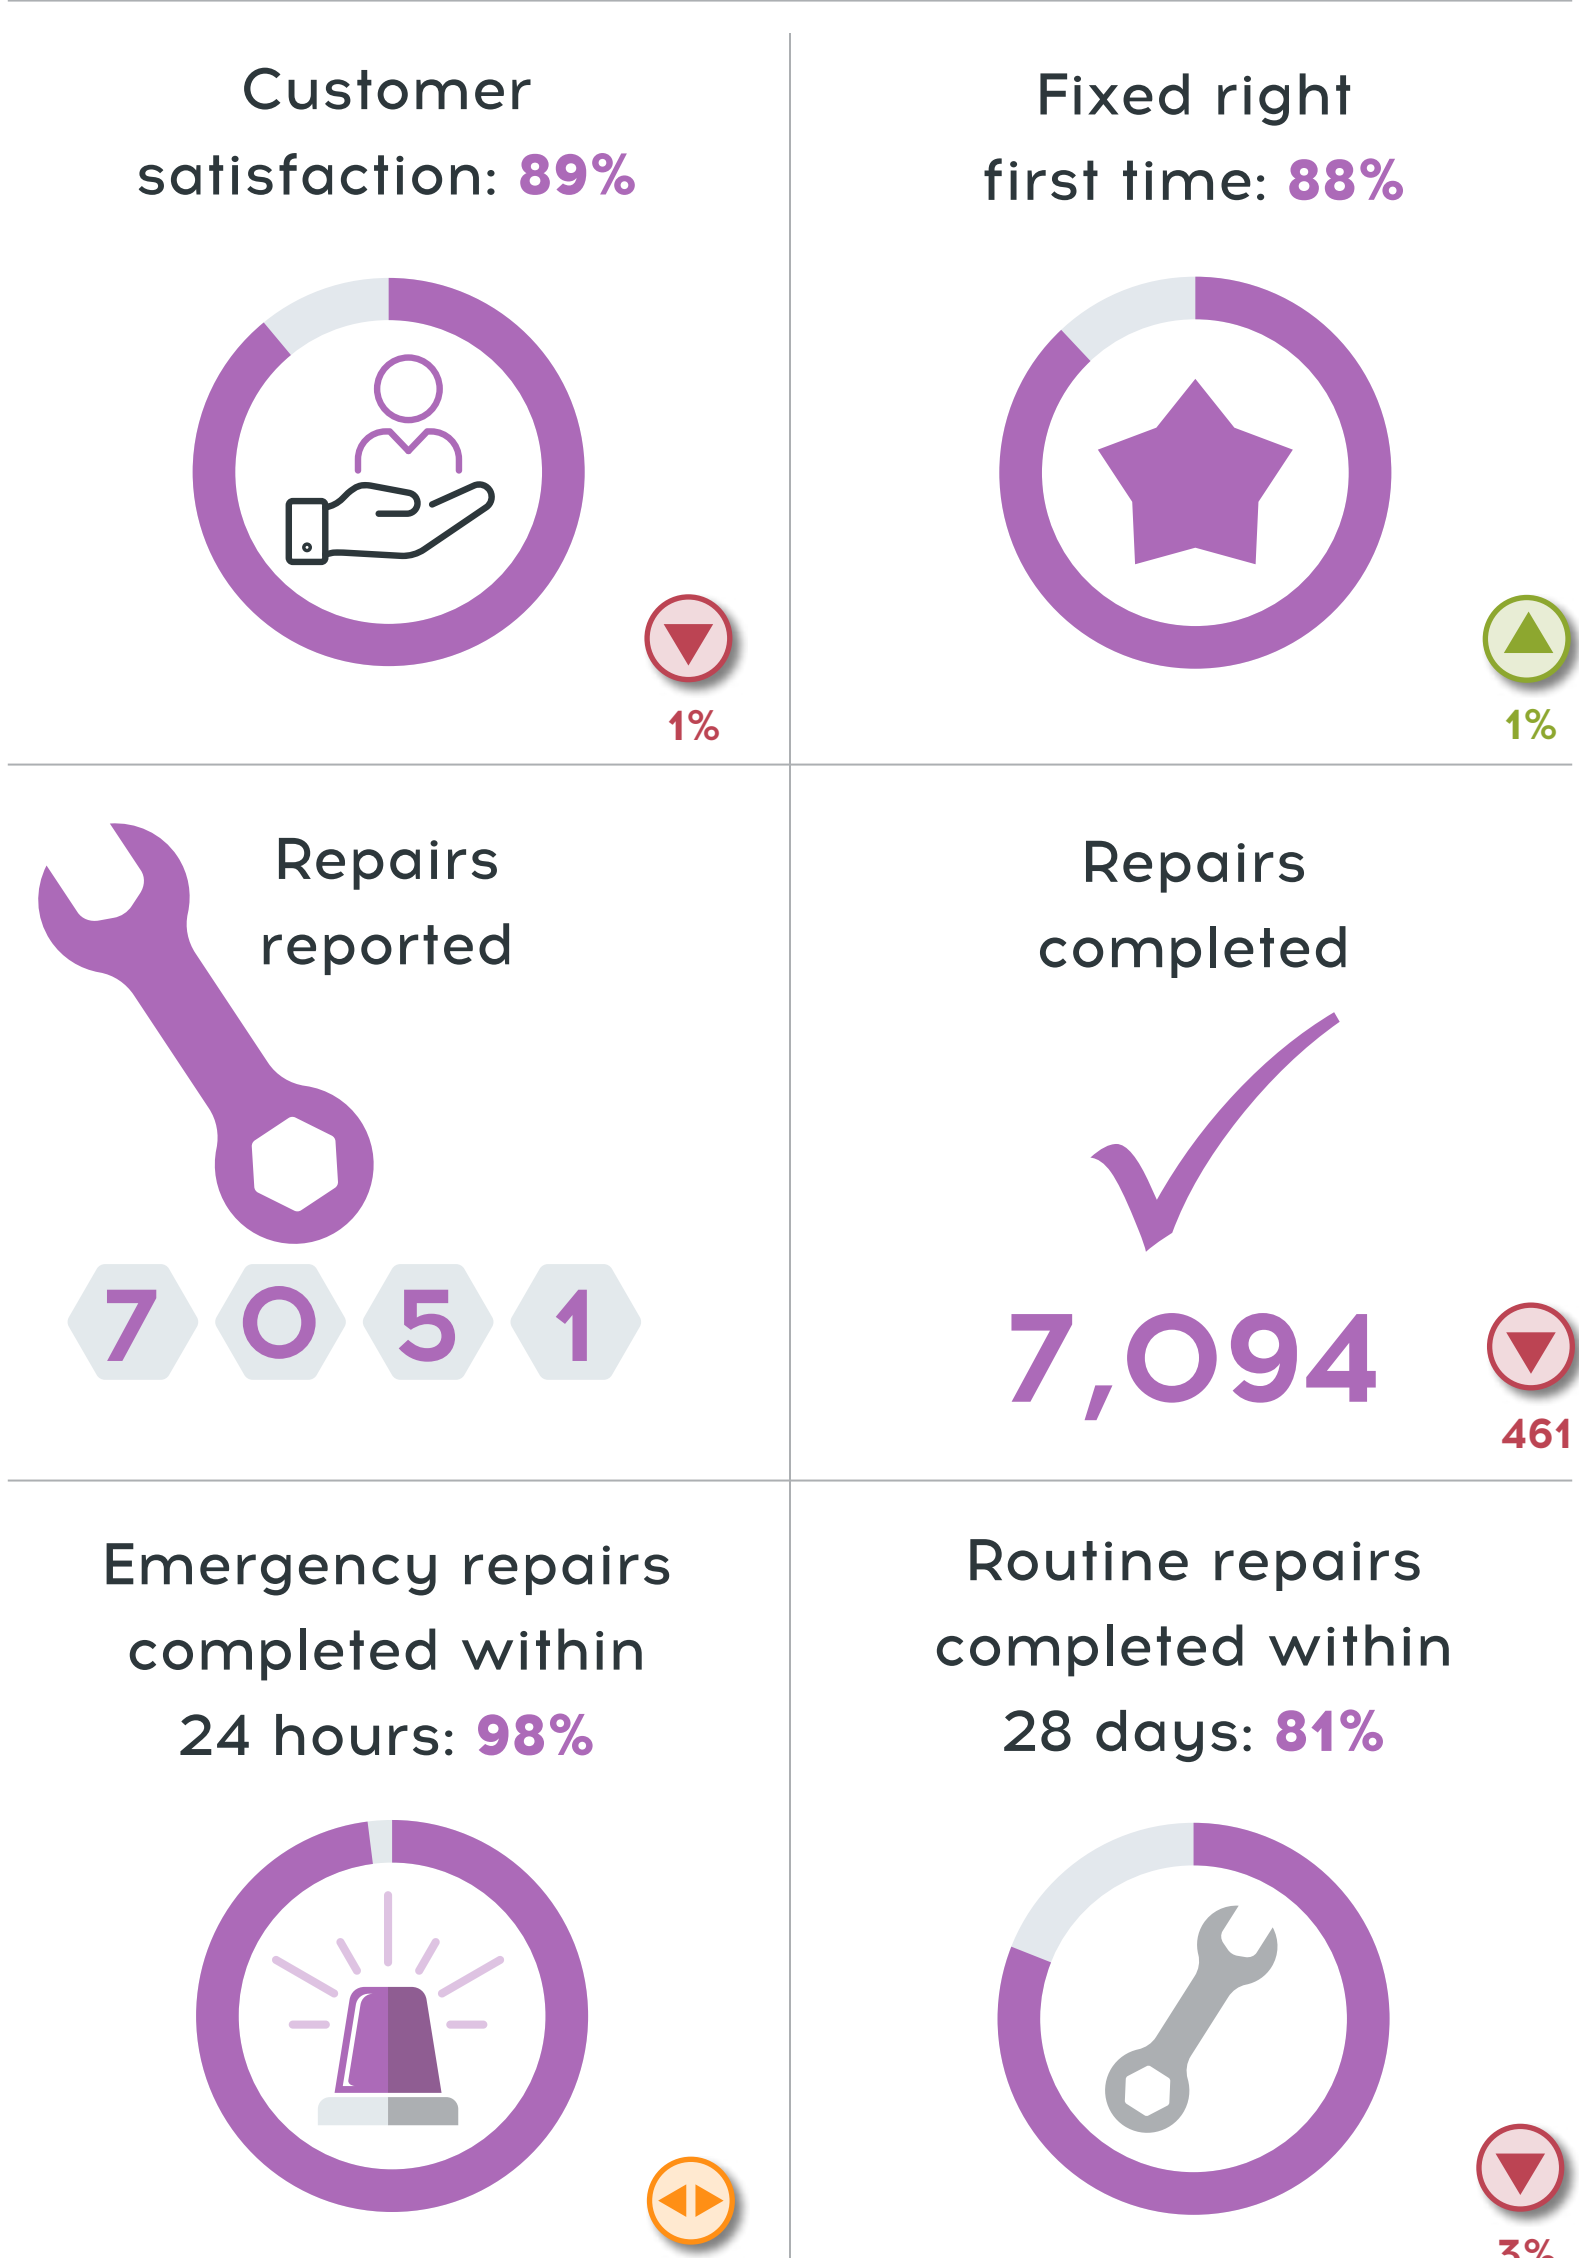 Customer
satisfaction: 89%
1%
Fixed right
first time: 88%
1%
Repairs
reported
7 0 5 1
Repairs
completed
7,094
461
Emergency repairs
completed within
24 hours: 98%
Routine repairs
completed within
28 days: 81%
3%